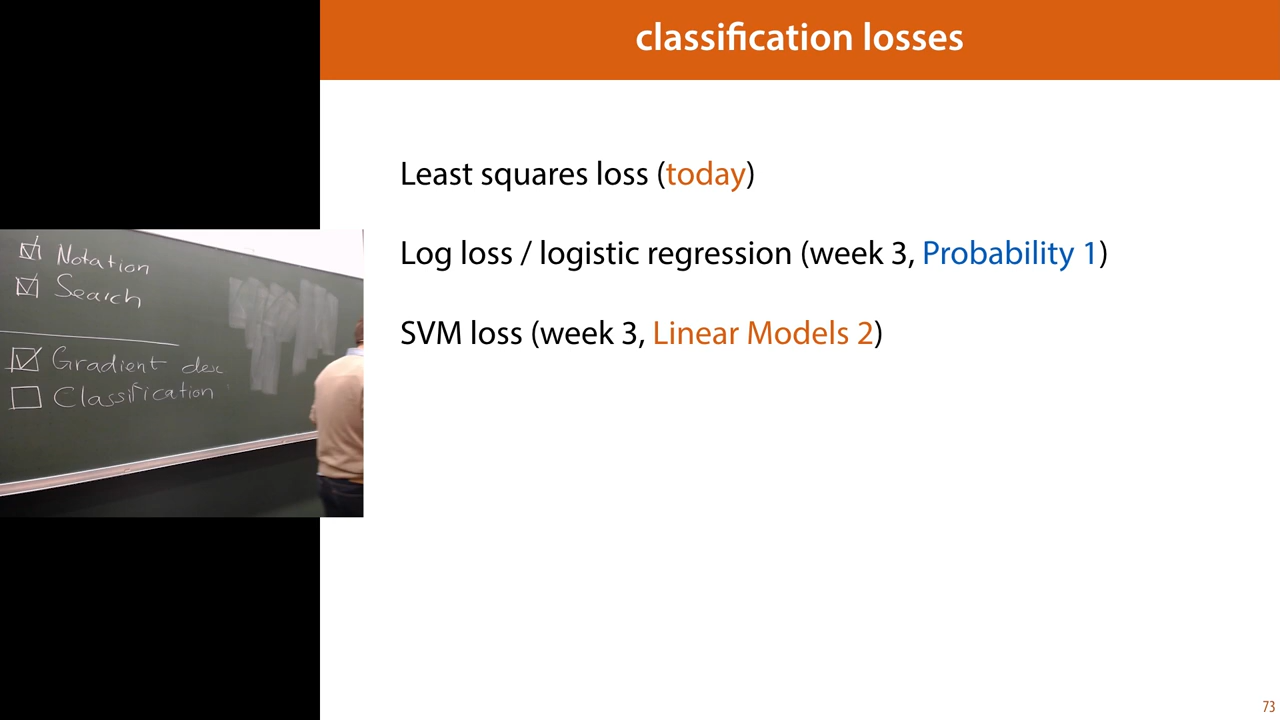 classification losses
Least squares loss (today)
Log loss / logistic regression (week 3, Probability 1)
SVM loss (week 3, Linear Models 2)
Notation
Search
Gradient desc
Classification
73